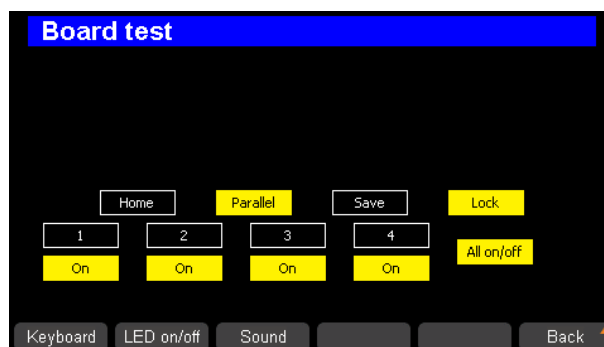 Board test
Home Parallel Save Lock
1 2 3 4
All on/off
On On On On
Keyboard LED on/off Sound Back